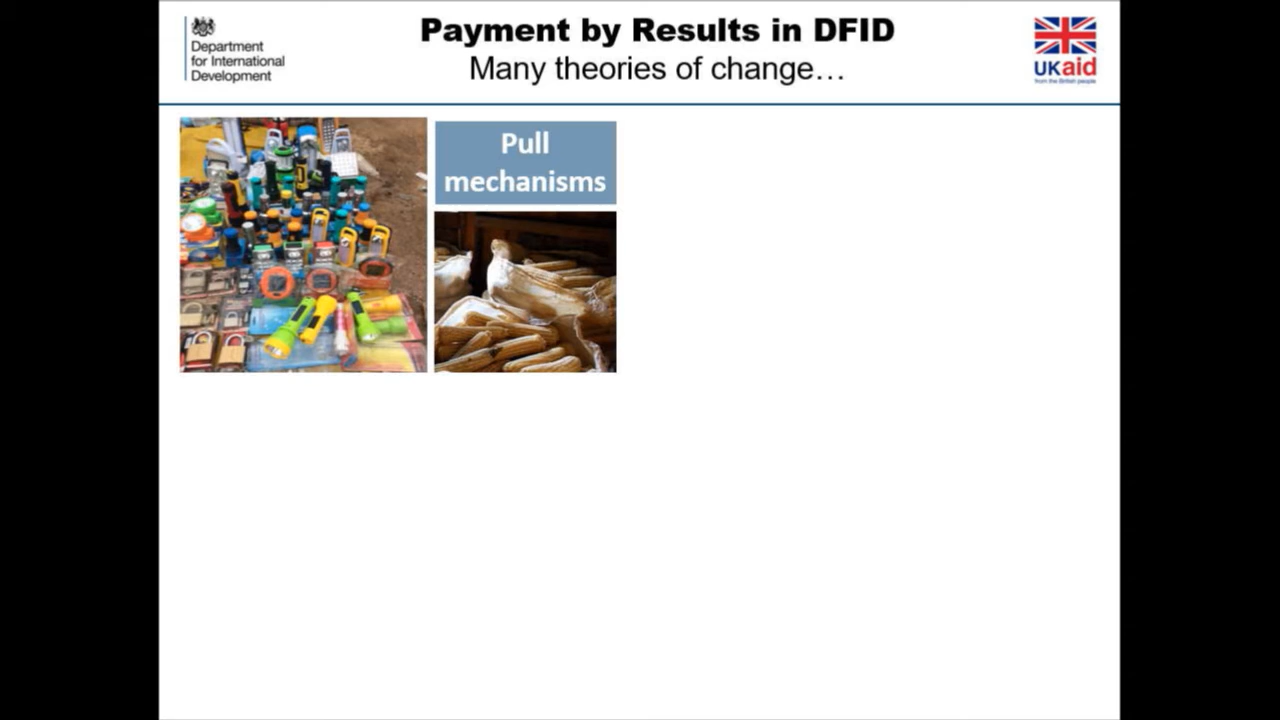 Department
for International
Development
Payment by Results in DFID
Many theories of change…
UKaid
from the British people
Pull
mechanisms